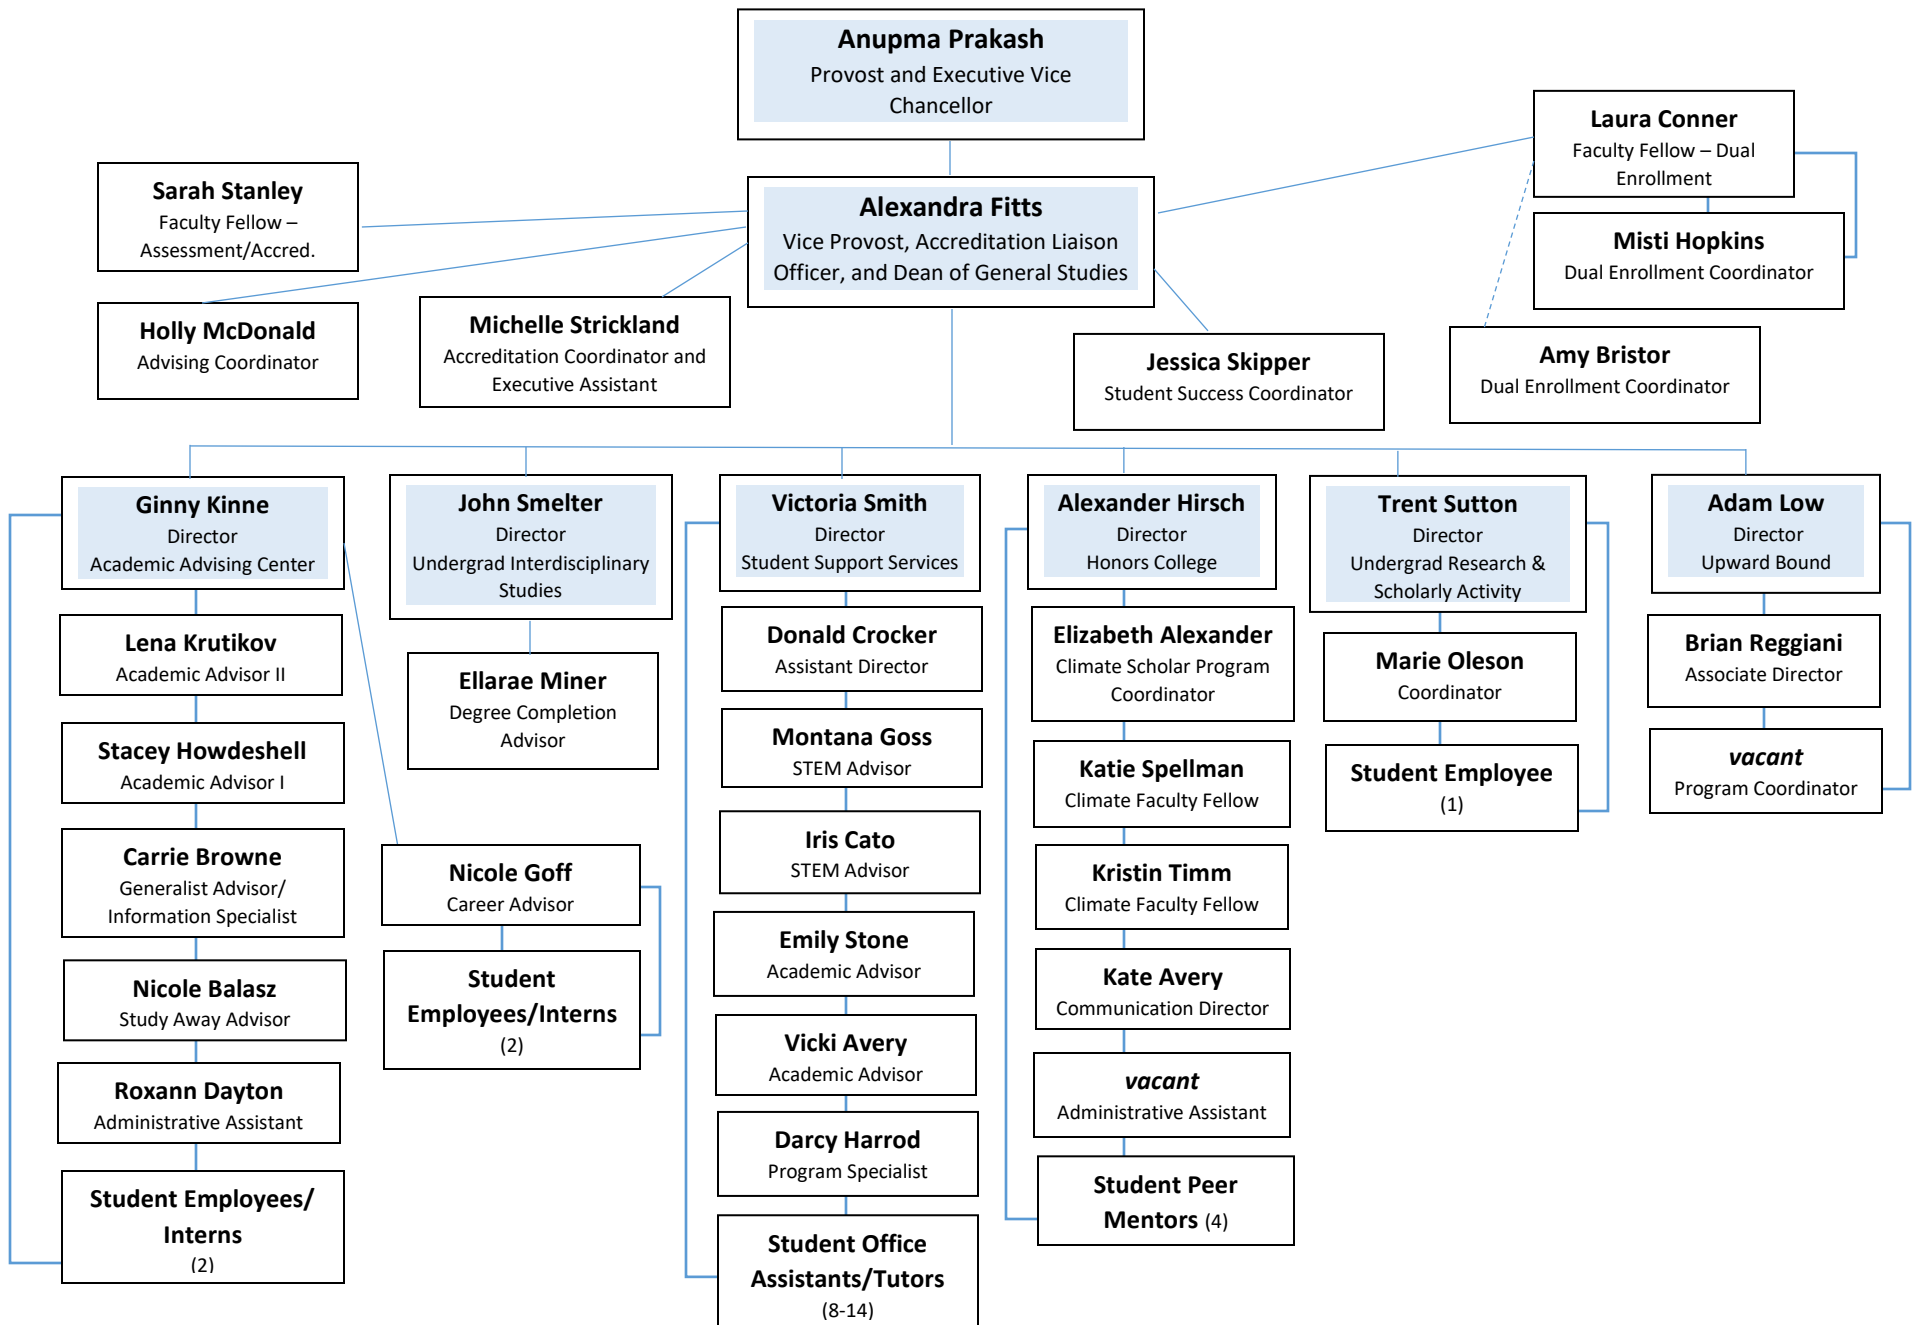 Anupma Prakash
Provost and Executive Vice
Chancellor
Laura Conner
Faculty Fellow – Dual
Enrollment
Sarah Stanley
Faculty Fellow –
Assessment/Accred.
Alexandra Fitts
Vice Provost, Accreditation Liaison
Officer, and Dean of General Studies
Misti Hopkins
Dual Enrollment Coordinator
Holly McDonald
Advising Coordinator
Michelle Strickland
Accreditation Coordinator and
Executive Assistant
Jessica Skipper
Student Success Coordinator
Amy Bristor
Dual Enrollment Coordinator
Ginny Kinne
Director
Academic Advising Center
Lena Krutikov
Academic Advisor II
Stacey Howdeshell
Academic Advisor I
Carrie Browne
Generalist Advisor/
Information Specialist
Nicole Balasz
Study Away Advisor
Roxann Dayton
Administrative Assistant
Student Employees/
Interns
(2)
John Smelter
Director
Undergrad Interdisciplinary
Studies
Ellarae Miner
Degree Completion
Advisor
Nicole Goff
Career Advisor
Student
Employees/Interns
(2)
Victoria Smith
Director
Student Support Services
Donald Crocker
Assistant Director
Montana Goss
STEM Advisor
Iris Cato
STEM Advisor
Emily Stone
Academic Advisor
Vicki Avery
Academic Advisor
Darcy Harrod
Program Specialist
Student Office
Assistants/Tutors
(8-14)
Alexander Hirsch
Director
Honors College
Elizabeth Alexander
Climate Scholar Program
Coordinator
Katie Spellman
Climate Faculty Fellow
Kristin Timm
Climate Faculty Fellow
Kate Avery
Communication Director
vacant
Administrative Assistant
Student Peer
Mentors (4)
Trent Sutton
Director
Undergrad Research &
Scholarly Activity
Marie Oleson
Coordinator
Student Employee
(1)
Adam Low
Director
Upward Bound
Brian Reggiani
Associate Director
vacant
Program Coordinator